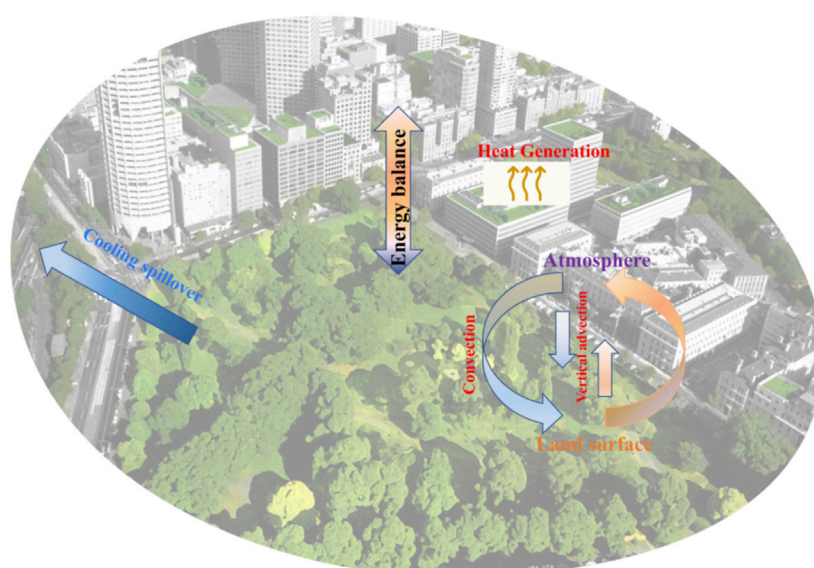 Heat Generation
Energy balance
Cooling spillover
Atmosphere
Convection
Vertical advection
Land surface